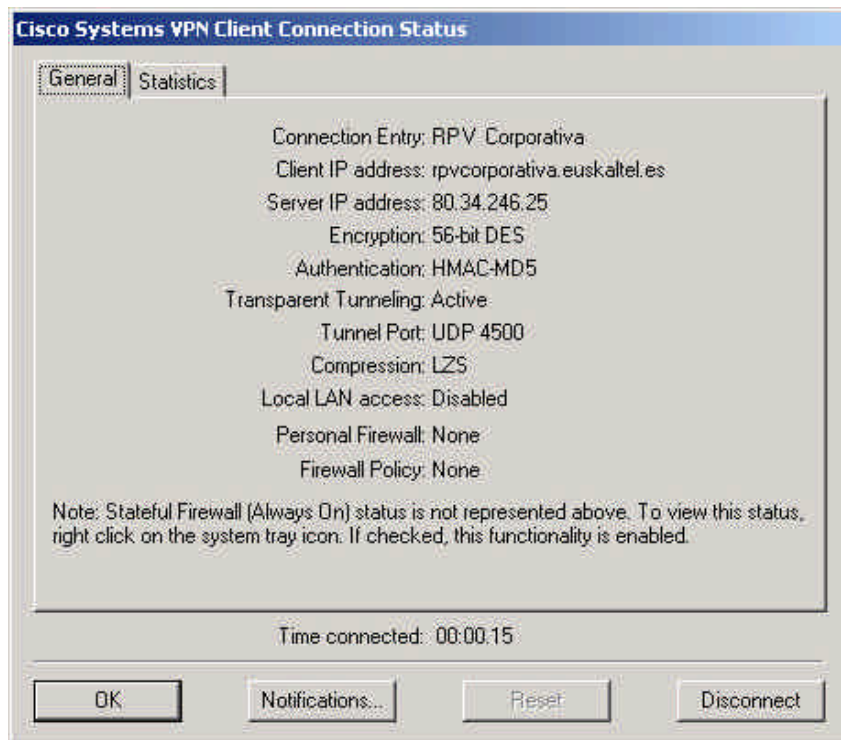 Cisco Systems VPN Client Connection Status
General Statistics
Connection Entry: RPV Corporativa
Client IP address: rpvcorporativa.euskaltel.es
Server IP address: 80.34.246.25
Encryption: 56-bit DES
Authentication: HMAC-MD5
Transparent Tunneling: Active
Tunnel Port: UDP 4500
Compression: LZS
Local LAN access: Disabled
Personal Firewall: None
Firewall Policy: None
Note: Stateful Firewall (Always On) status is not represented above. To view this status,
right click on the system tray icon. If checked, this functionality is enabled.
Time connected: 00:00.15
OK Notifications... Reset Disconnect